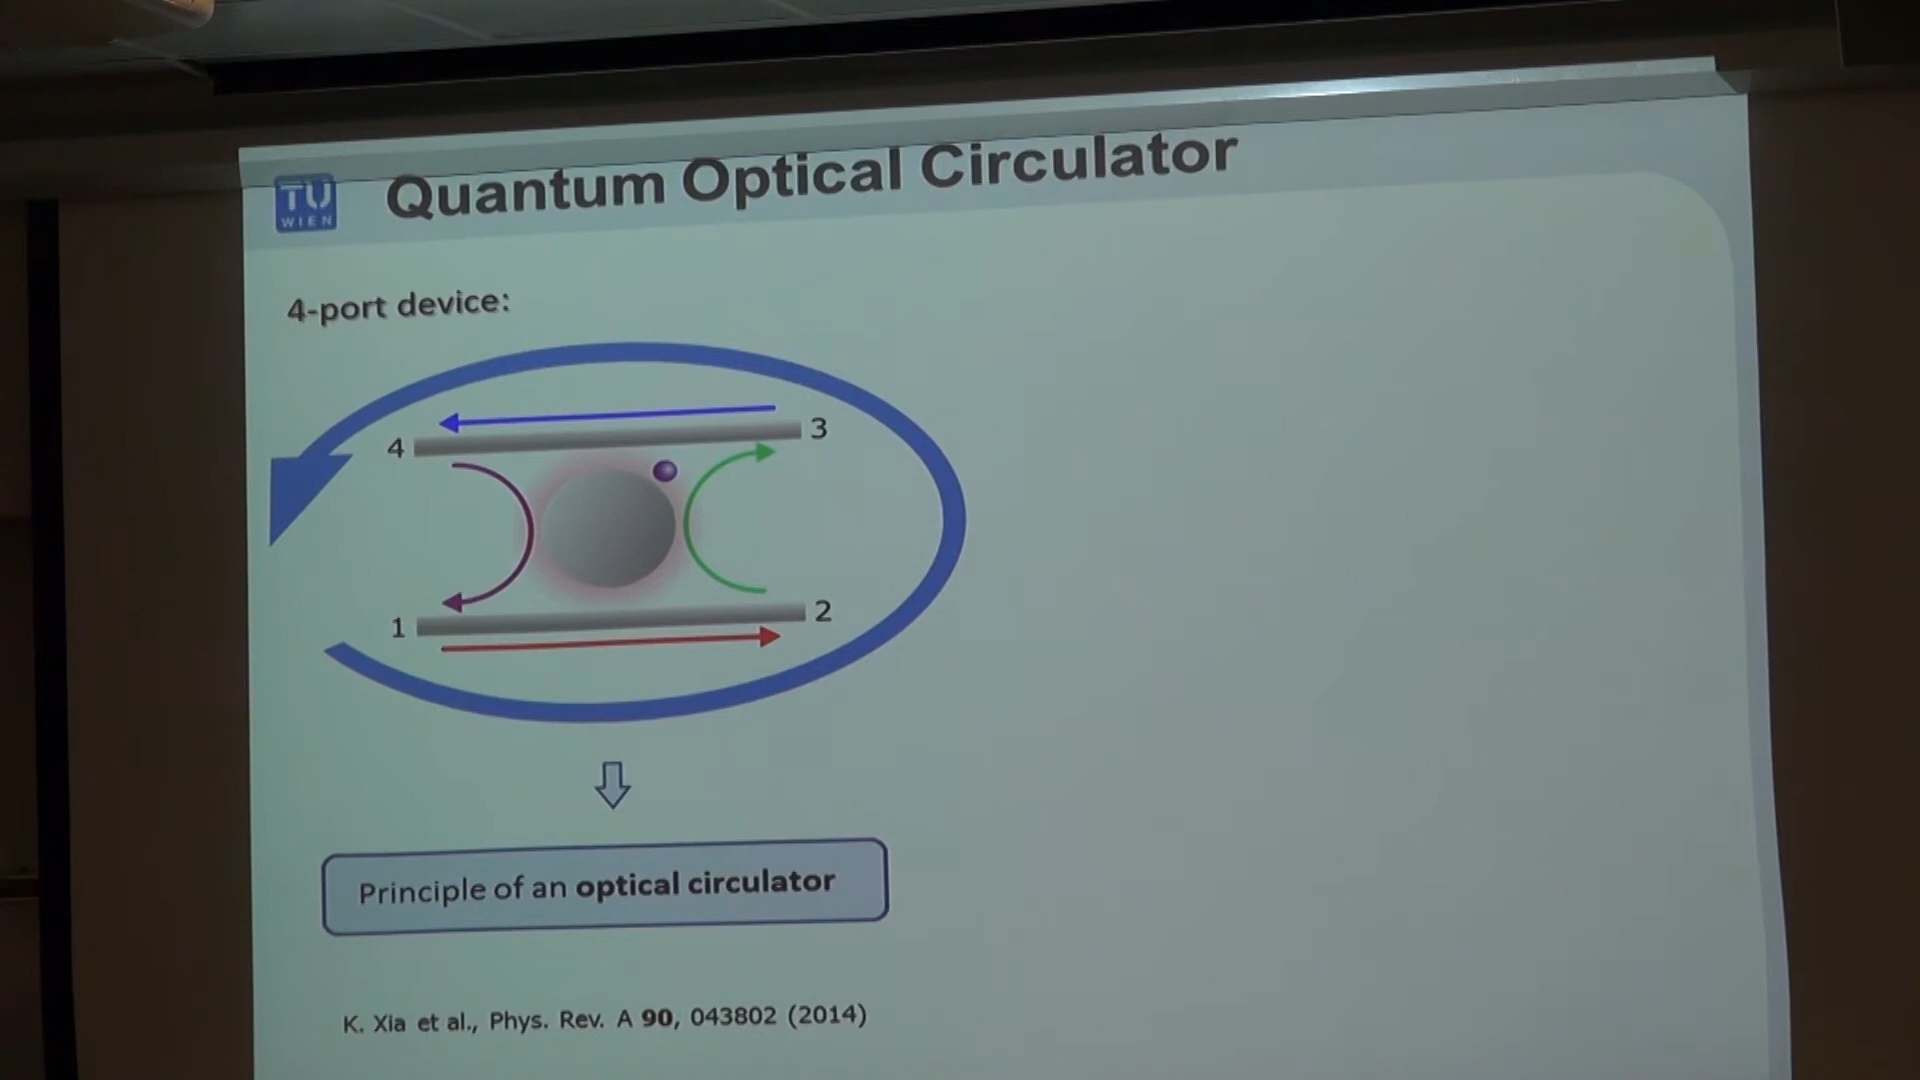 TU
WIEN
Quantum Optical Circulator
4-port device:
4
3
1
2
Principle of an optical circulator
K. Xia et al., Phys. Rev. A 90, 043802 (2014)